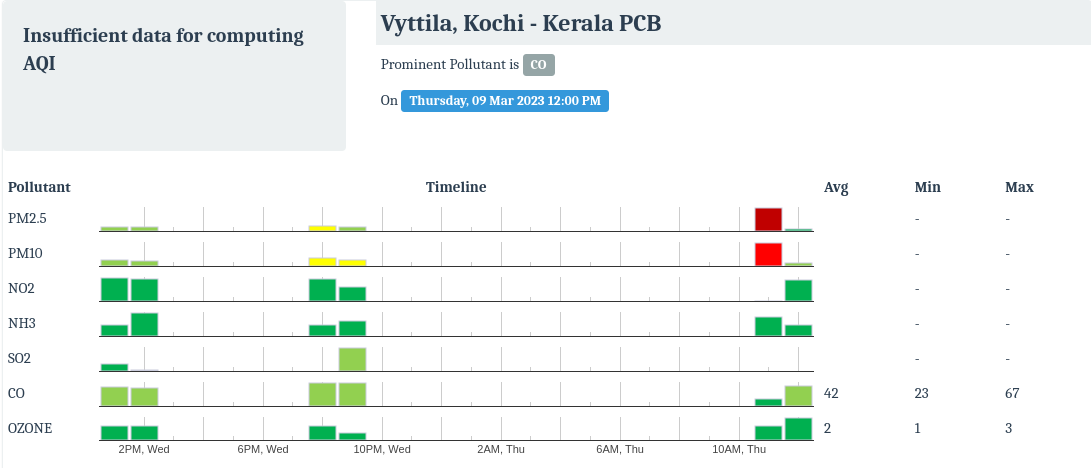 Insufficient data for computing
AQI
Vyttila, Kochi - Kerala PCB
Prominent Pollutant is CO
On Thursday, 09 Mar 2023 12:00 PM
Pollutant Timeline Avg Min Max
PM2.5 - -
PM10 - -
NO2 - -
NH3 - -
SO2 - -
CO 42 23 67
OZONE 2 1 3
2PM, Wed 6PM, Wed 10PM, Wed 2AM, Thu 6AM, Thu 10AM, Thu